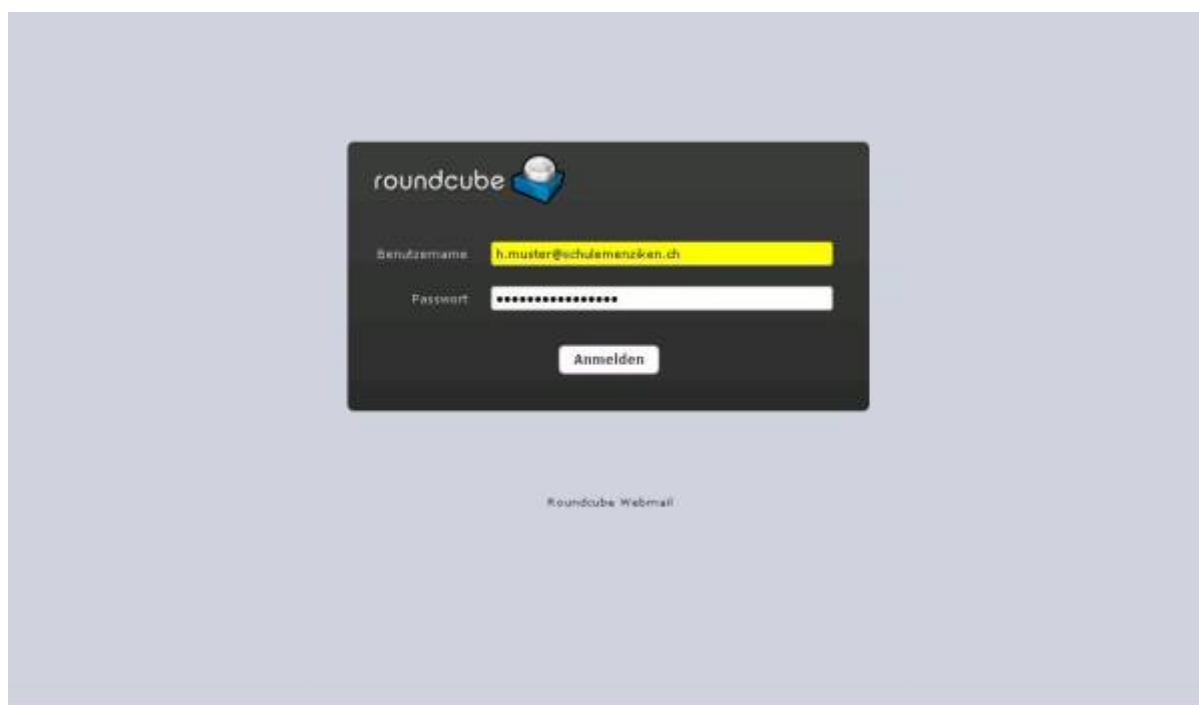 roundcube
Benutzername h.muster@schulemenziken.ch
Passwort ••••••••••••••••
Anmelden
Roundcube Webmail